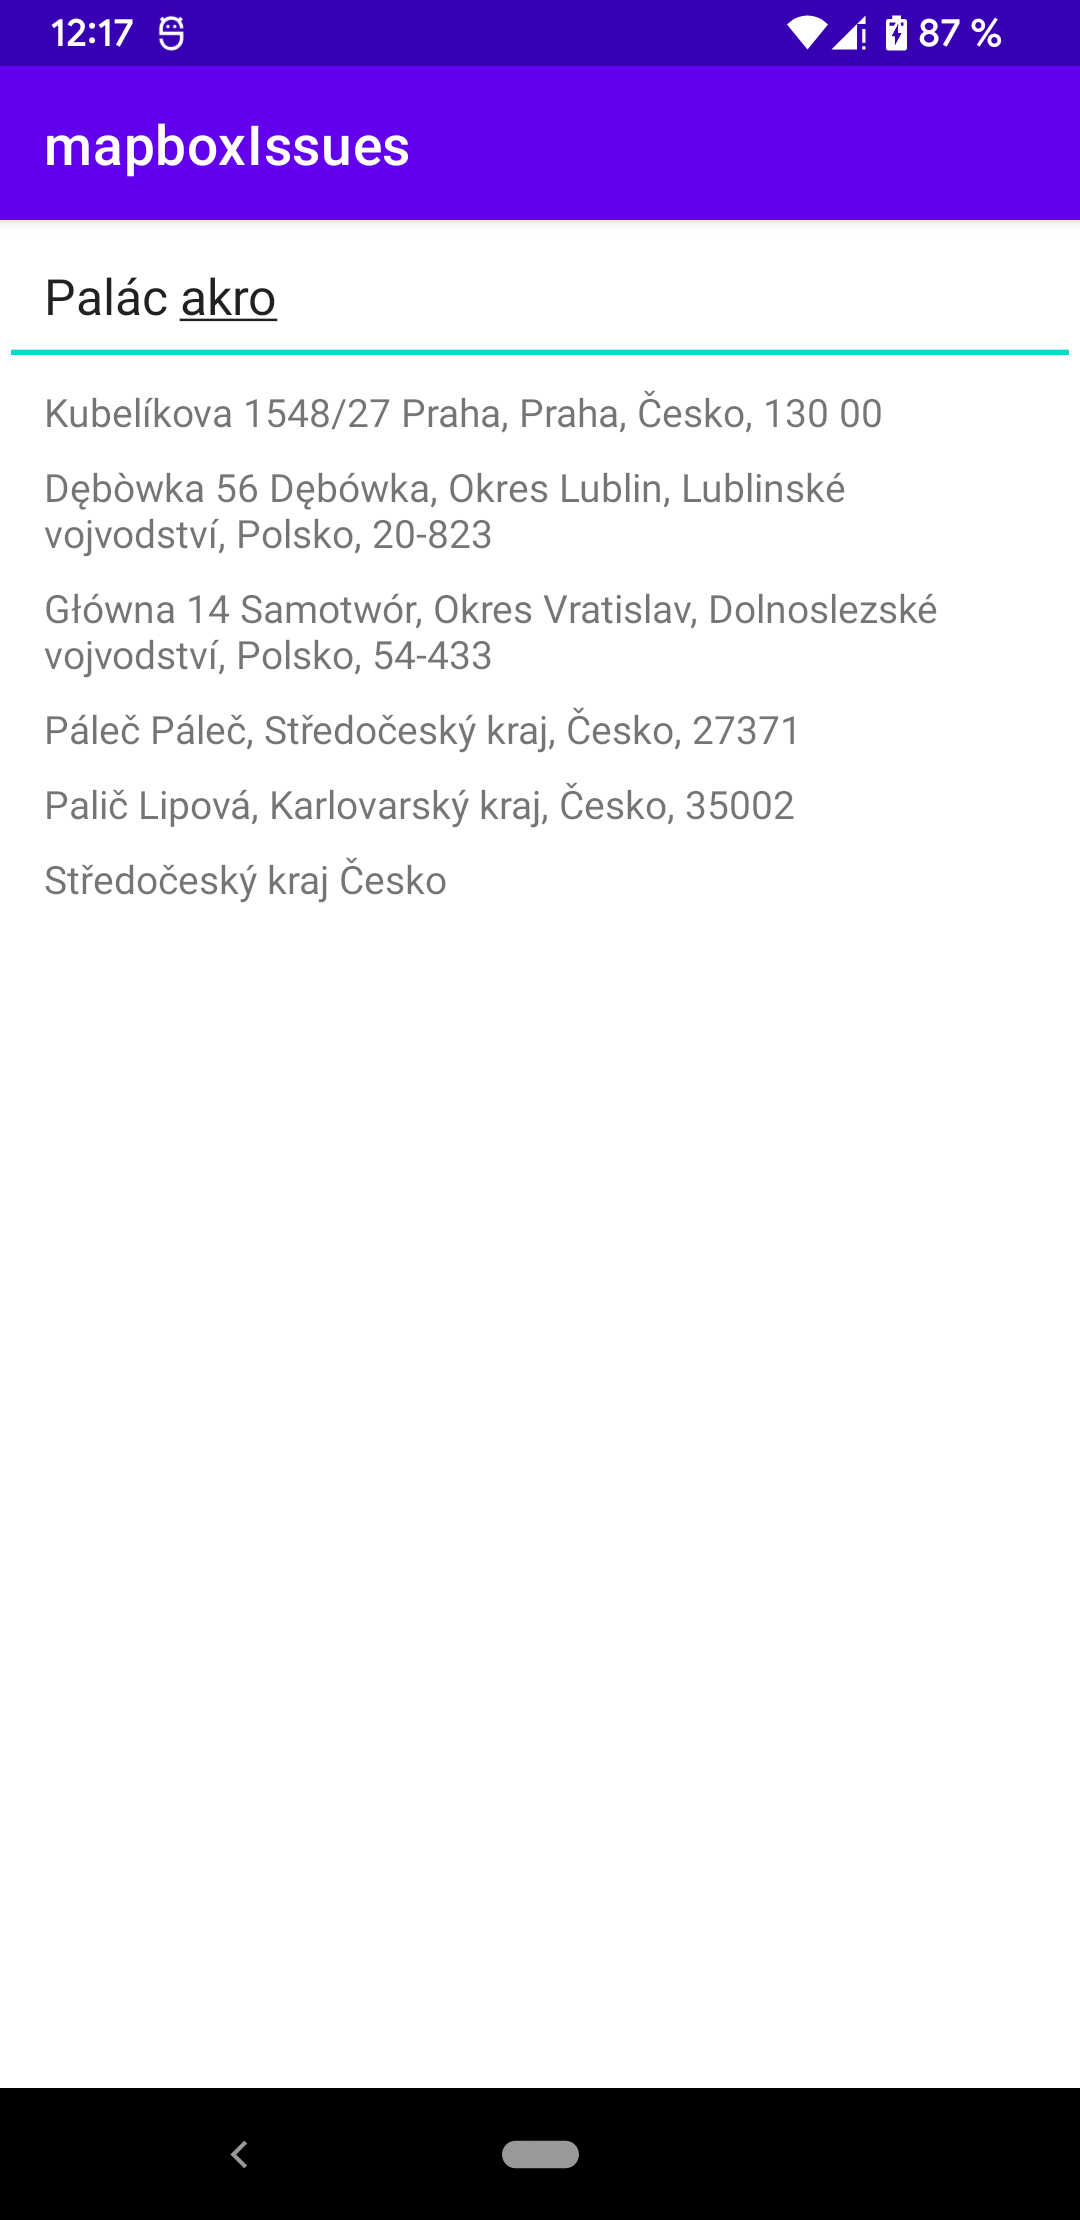 12:17 87 %
mapboxIssues
Palác akro
Kubelíkova 1548/27 Praha, Praha, Česko, 130 00
Dębòwka 56 Dębówka, Okres Lublin, Lublinské
vojvodství, Polsko, 20-823
Główna 14 Samotwór, Okres Vratislav, Dolnoslezské
vojvodství, Polsko, 54-433
Páleč Páleč, Středočeský kraj, Česko, 27371
Palič Lipová, Karlovarský kraj, Česko, 35002
Středočeský kraj Česko